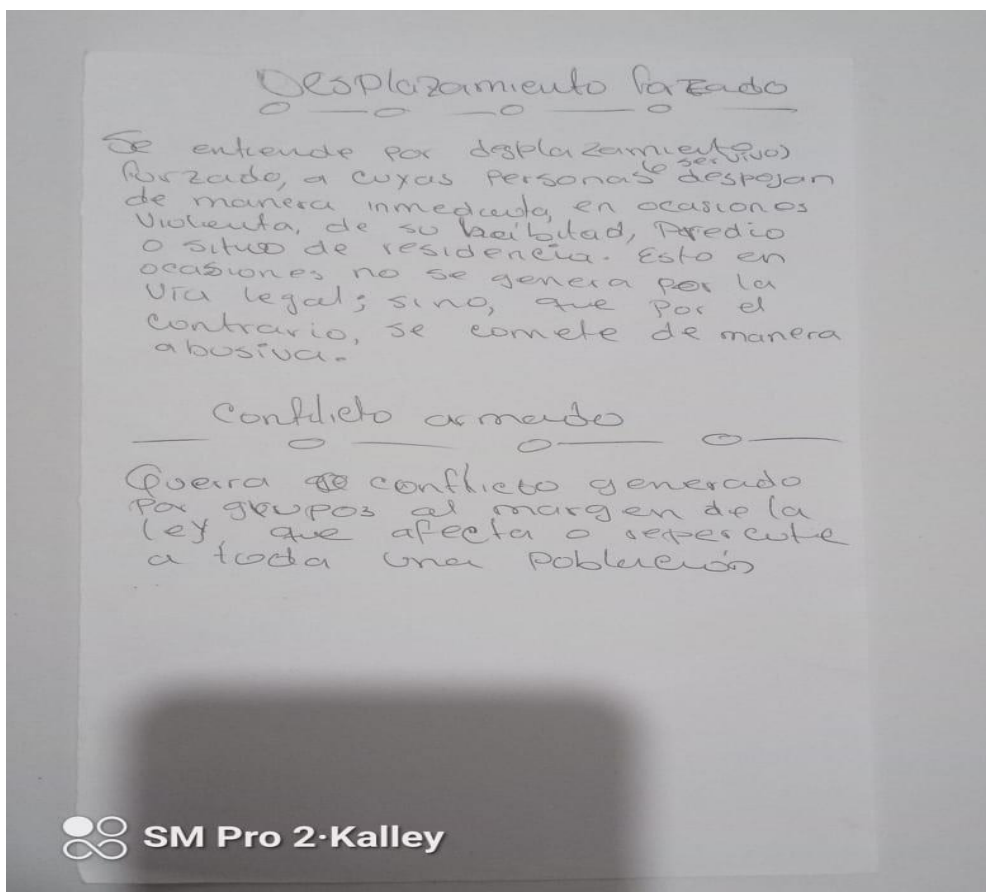 Desplazamiento forzado
Se entiende por desplazamiento
forzado, a cuyas personas (o ser vivo) despojan
de manera inmediata, en ocasiones
violenta, de su habitad, Predio
o sitio de residencia. Esto en
ocasiones no se genera por la
vía legal; sino, que por el
contrario, se comete de manera
abusiva.
Conflicto armado
Guerra conflicto generado
Por grupos al margen de la
ley, que afecta o repercute
a toda una población
SM Pro 2·Kalley